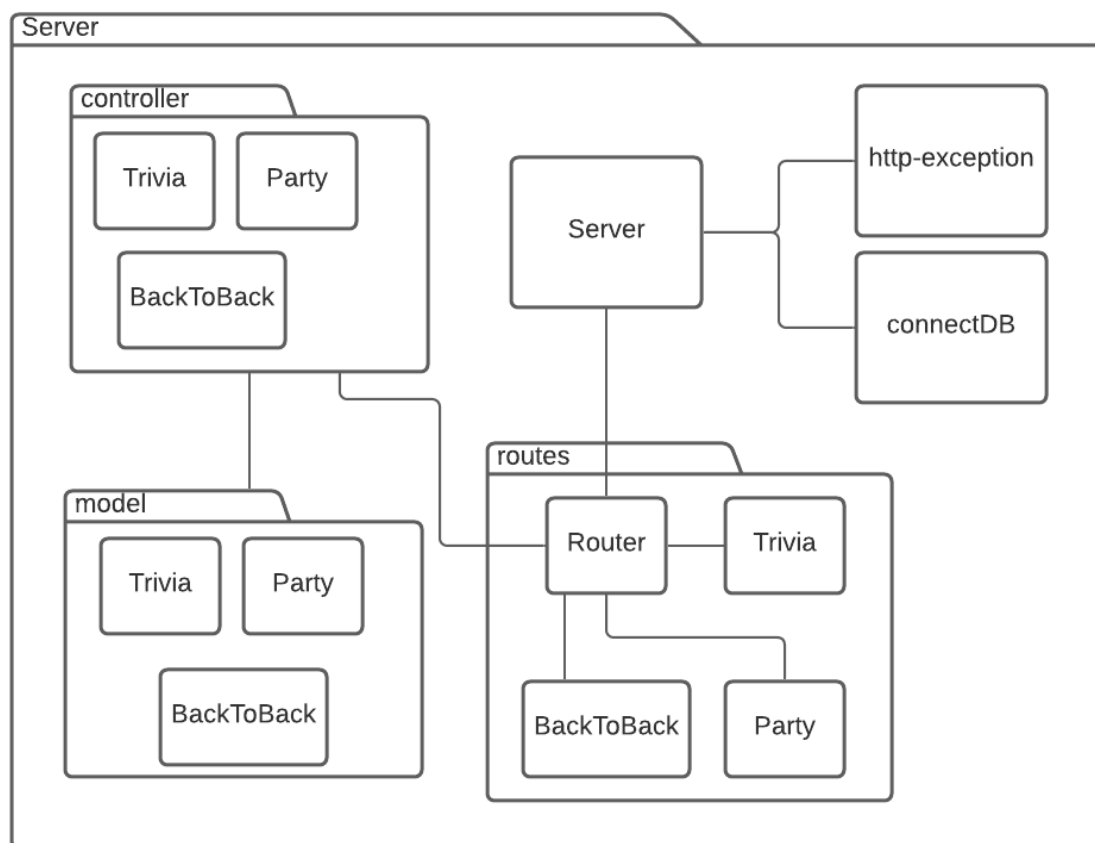 Server
controller
Trivia
Party
BackToBack
Server
http-exception
connectDB
model
Trivia
Party
BackToBack
routes
Router
Trivia
BackToBack
Party